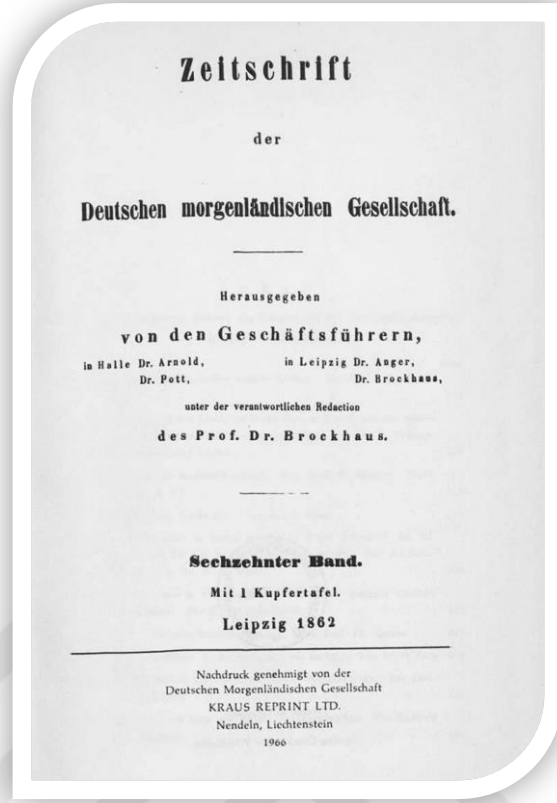 Zeitschrift
der
Deutschen morgenländischen Gesellschaft.
Herausgegeben
von den Geschäftsführern,
in Halle Dr. Arnold, in Leipzig Dr. Anger,
Dr. Pott, Dr. Brockhaus,
unter der verantwortlichen Redaction
des Prof. Dr. Brockhaus.
Sechzehnter Band.
Mit 1 Kupfertafel.
Leipzig 1862
Nachdruck genehmigt von der
Deutschen Morgenländischen Gesellschaft
KRAUS REPRINT LTD.
Nendeln, Liechtenstein
1966